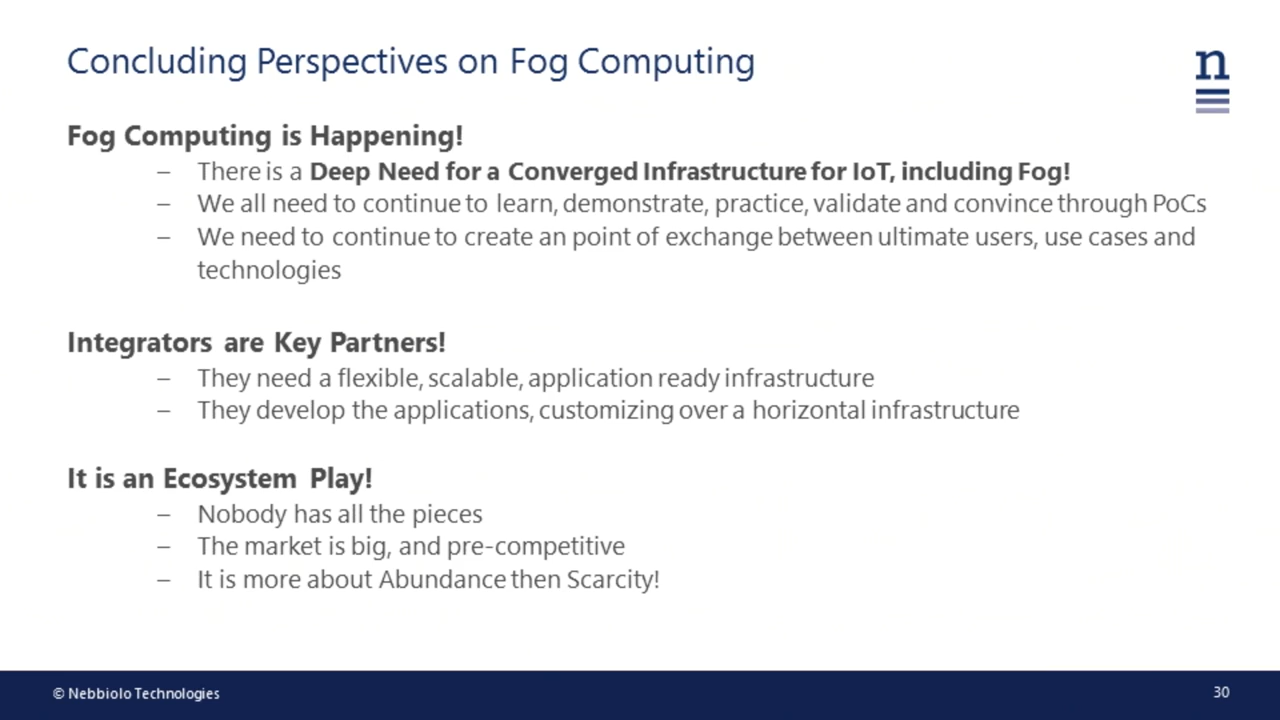 Concluding Perspectives on Fog Computing
n
Fog Computing is Happening!
– There is a Deep Need for a Converged Infrastructure for IoT, including Fog!
– We all need to continue to learn, demonstrate, practice, validate and convince through PoCs
– We need to continue to create an point of exchange between ultimate users, use cases and
technologies
Integrators are Key Partners!
– They need a flexible, scalable, application ready infrastructure
– They develop the applications, customizing over a horizontal infrastructure
It is an Ecosystem Play!
– Nobody has all the pieces
– The market is big, and pre-competitive
– It is more about Abundance then Scarcity!
© Nebbiolo Technologies
30